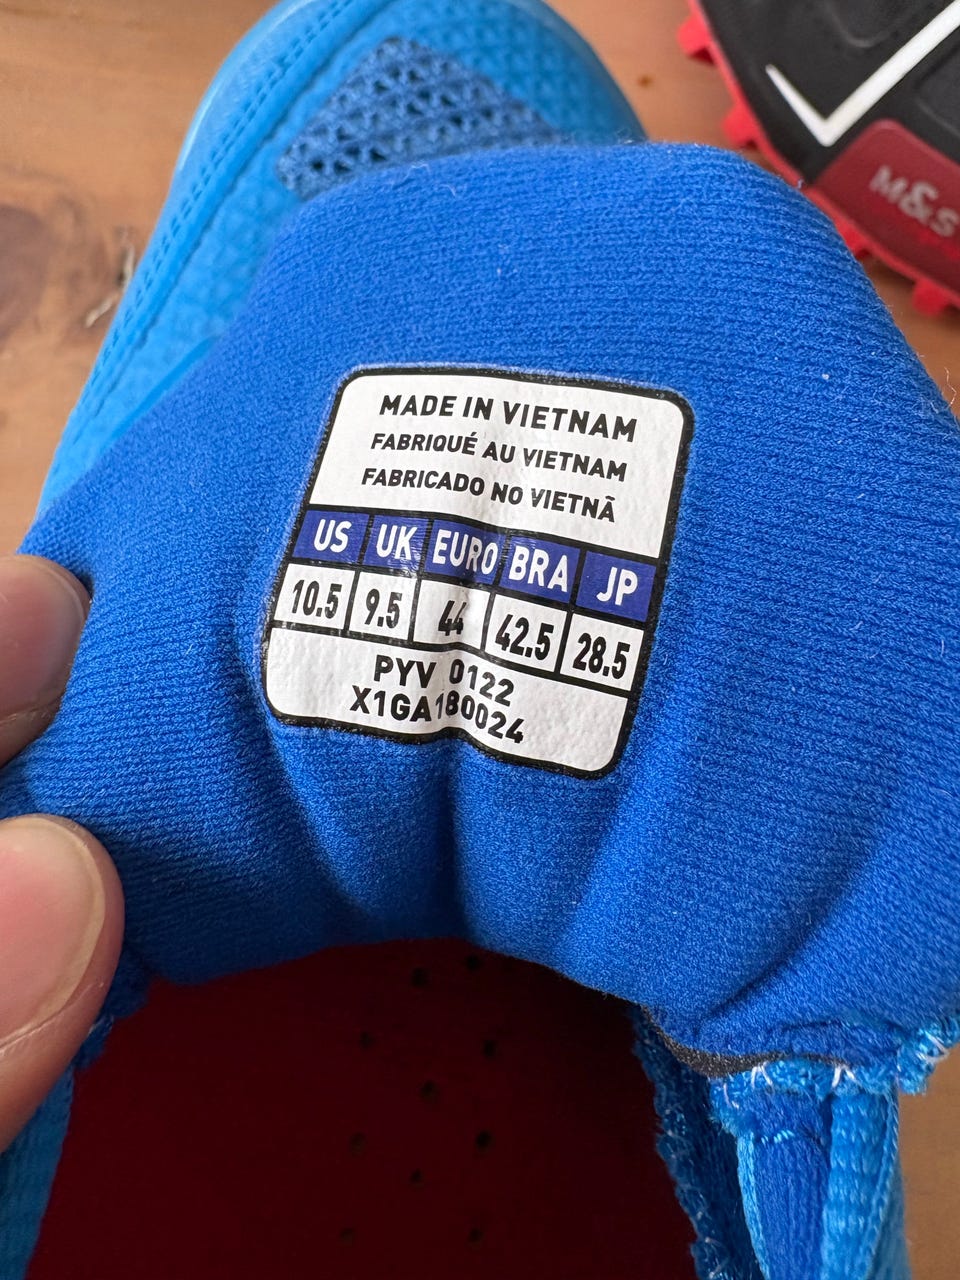 M&S
MADE IN VIETNAM
FABRIQUÉ AU VIETNAM
FABRICADO NO VIETNÃ
US UK EURO BRA JP
10.5 9.5 44 42.5 28.5
PYV 0122
X1GA180024